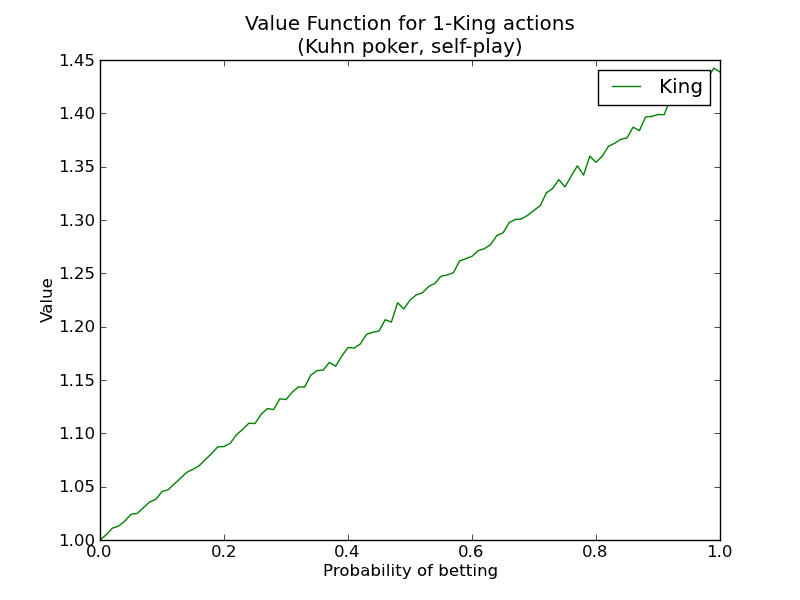 Value Function for 1-King actions
(Kuhn poker, self-play)
King
1.45
1.40
1.35
1.30
1.25
1.20
1.15
1.10
1.05
1.00
Value
0.0 0.2 0.4 0.6 0.8 1.0
Probability of betting